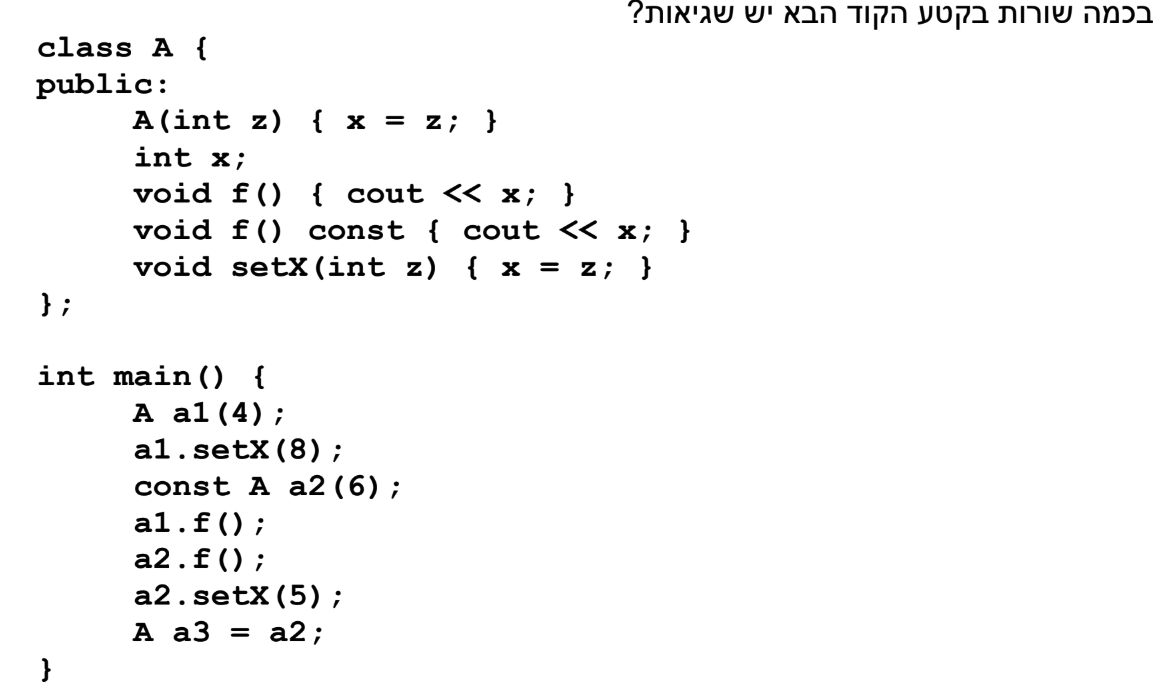 בכמה שורות בקטע הקוד הבא יש שגיאות?
class A {
public:
     A(int z) { x = z; }
     int x;
     void f() { cout << x; }
     void f() const { cout << x; }
     void setX(int z) { x = z; }
};

int main() {
     A a1(4);
     a1.setX(8);
     const A a2(6);
     a1.f();
     a2.f();
     a2.setX(5);
     A a3 = a2;
}